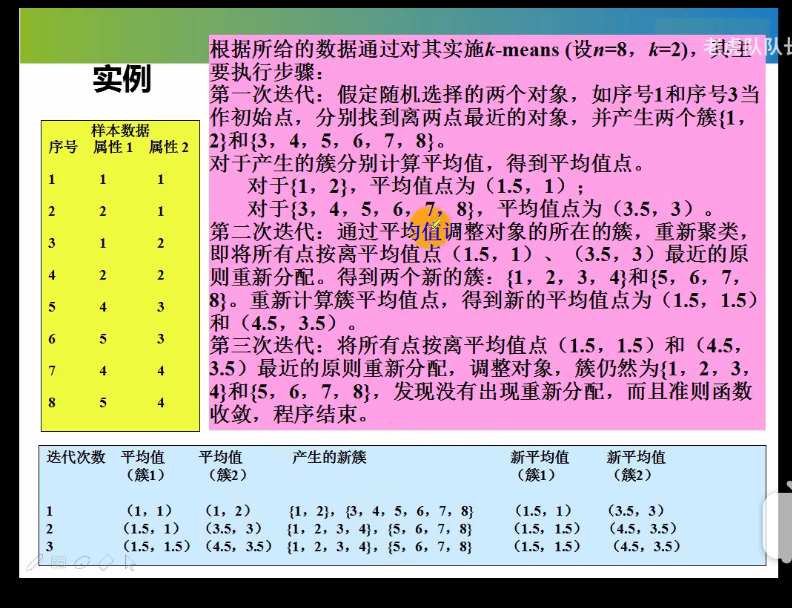 老虎队队长
实例
根据所给的数据通过对其实施k-means (设n=8，k=2)，其主
要执行步骤：
第一次迭代：假定随机选择的两个对象，如序号1和序号3当
作初始点，分别找到离两点最近的对象，并产生两个簇{1，
2}和{3，4，5，6，7，8}。
对于产生的簇分别计算平均值，得到平均值点。
对于{1，2}，平均值点为（1.5，1）；
对于{3，4，5，6，7，8}，平均值点为（3.5，3）。
第二次迭代：通过平均值调整对象的所在的簇，重新聚类，
即将所有点按离平均值点（1.5，1）、（3.5，3）最近的原
则重新分配。得到两个新的簇：{1，2，3，4}和{5，6，7，
8}。重新计算簇平均值点，得到新的平均值点为（1.5，1.5）
和（4.5，3.5）。
第三次迭代：将所有点按离平均值点（1.5，1.5）和（4.5，
3.5）最近的原则重新分配，调整对象，簇仍然为{1，2，3，
4}和{5，6，7，8}，发现没有出现重新分配，而且准则函数
收敛，程序结束。
样本数据
序号 属性 1 属性 2
1 1 1
2 2 1
3 1 2
4 2 2
5 4 3
6 5 3
7 4 4
8 5 4
迭代次数 平均值 平均值 产生的新簇 新平均值 新平均值
（簇1） （簇2） （簇1） （簇2）
1 （1，1） （1，2） {1，2}，{3，4，5，6，7，8} （1.5，1） （3.5，3）
2 （1.5，1） （3.5，3） {1，2，3，4}，{5，6，7，8} （1.5，1.5） （4.5，3.5）
3 （1.5，1.5） （4.5，3.5） {1，2，3，4}，{5，6，7，8} （1.5，1.5） （4.5，3.5）